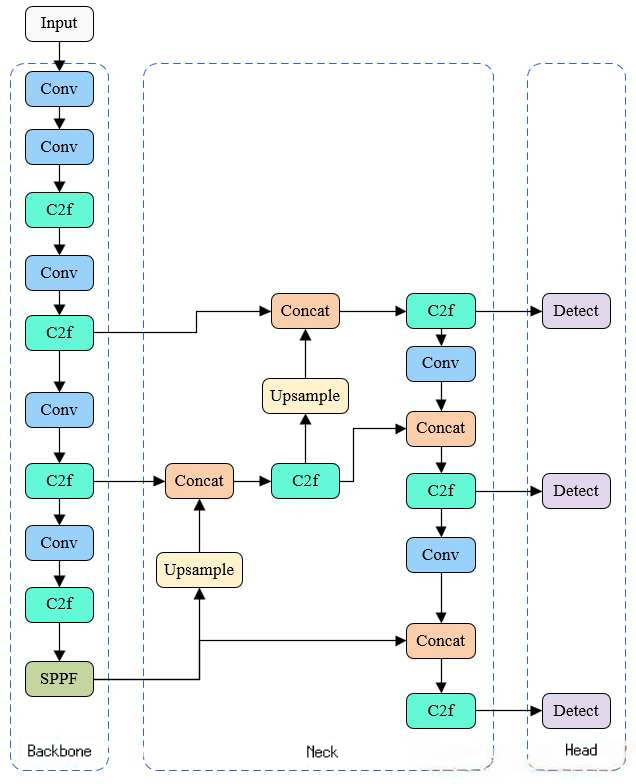 Input
Conv
Conv
C2f
Conv
C2f
Concat
C2f
Detect
Conv
Upsample
Conv
Concat
C2f
Concat
C2f
C2f
Detect
Conv
Upsample
Conv
C2f
Concat
SPPF
C2f
Detect
Backbone
Neck
Head